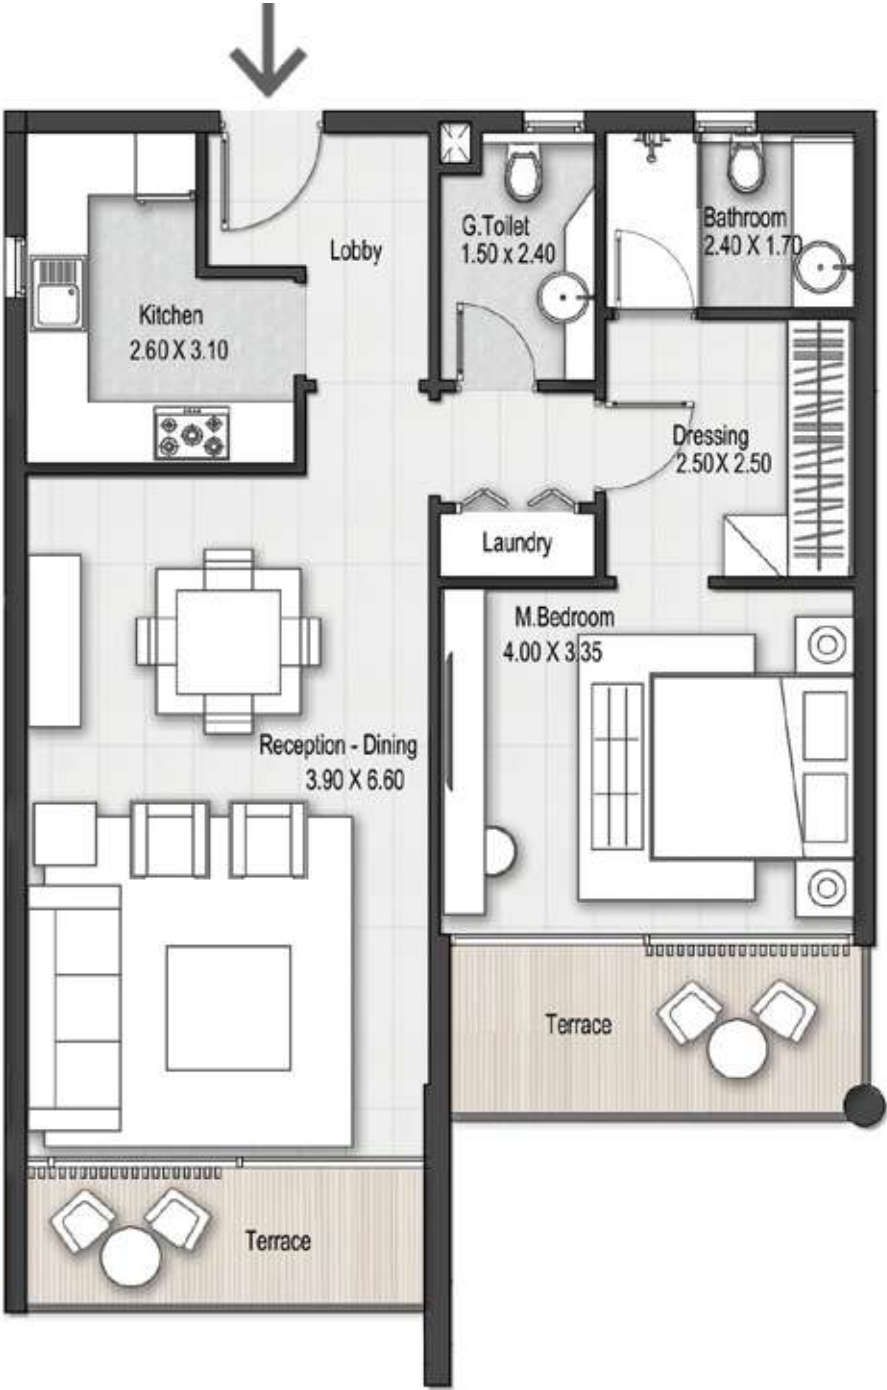 Lobby
G.Toilet
1.50 x 2.40
Bathroom
2.40 X 1.70
Kitchen
2.60 X 3.10
Dressing
2.50 X 2.50
Laundry
M.Bedroom
4.00 X 3.35
Reception - Dining
3.90 X 6.60
Terrace
Terrace